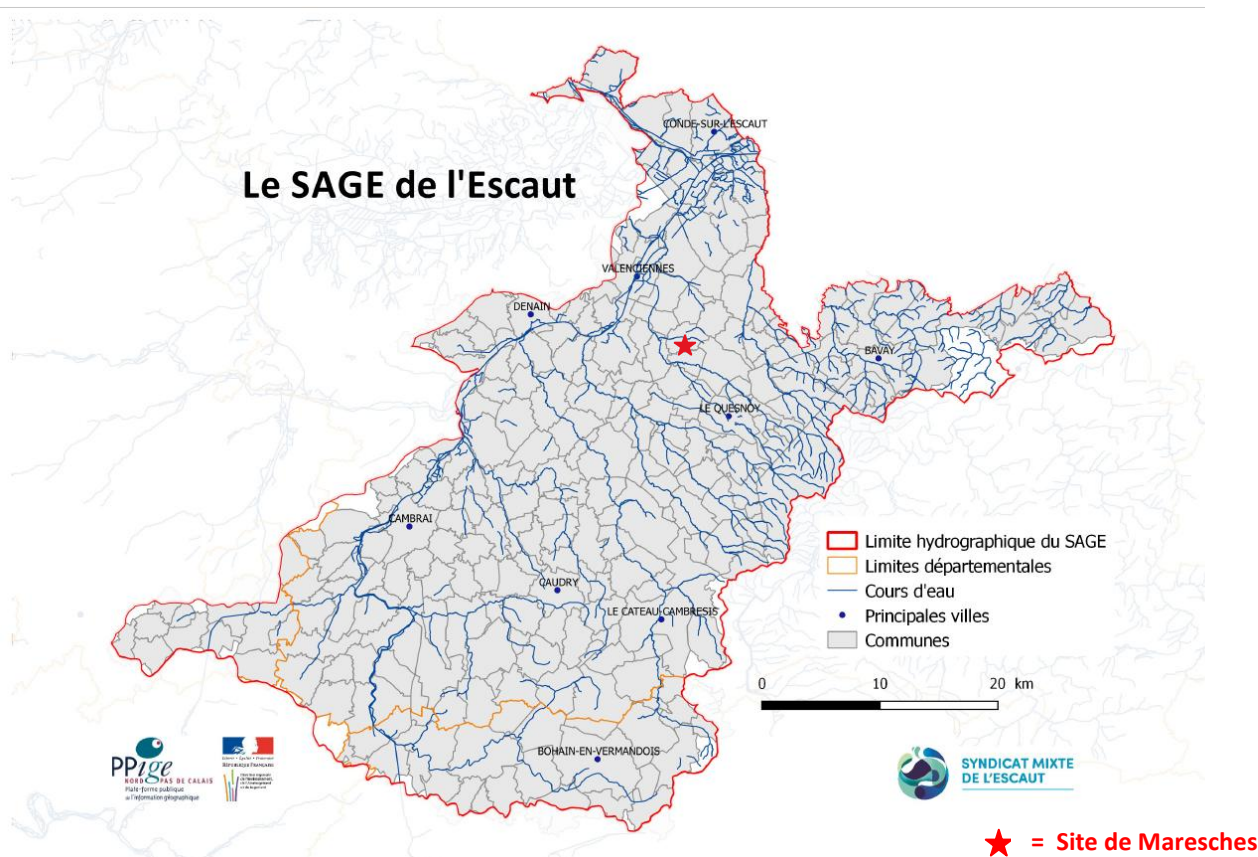 Le SAGE de l'Escaut
CONDE-SUR-L'ESCAUT
VALENCIENNES
DENAIN
BAVAY
LE QUESNOY
CAMBRAI
CAUDRY
LE CATEAU-CAMBRESIS
BOHAIN-EN-VERMANDOIS
Limite hydrographique du SAGE
Limites départementales
Cours d'eau
Principales villes
Communes
0 10 20 km
PPige
NORD PAS DE CALAIS
Plate-forme publique
de l'information géographique
RÉPUBLIQUE FRANÇAISE
SYNDICAT MIXTE
DE L'ESCAUT
= Site de Maresches